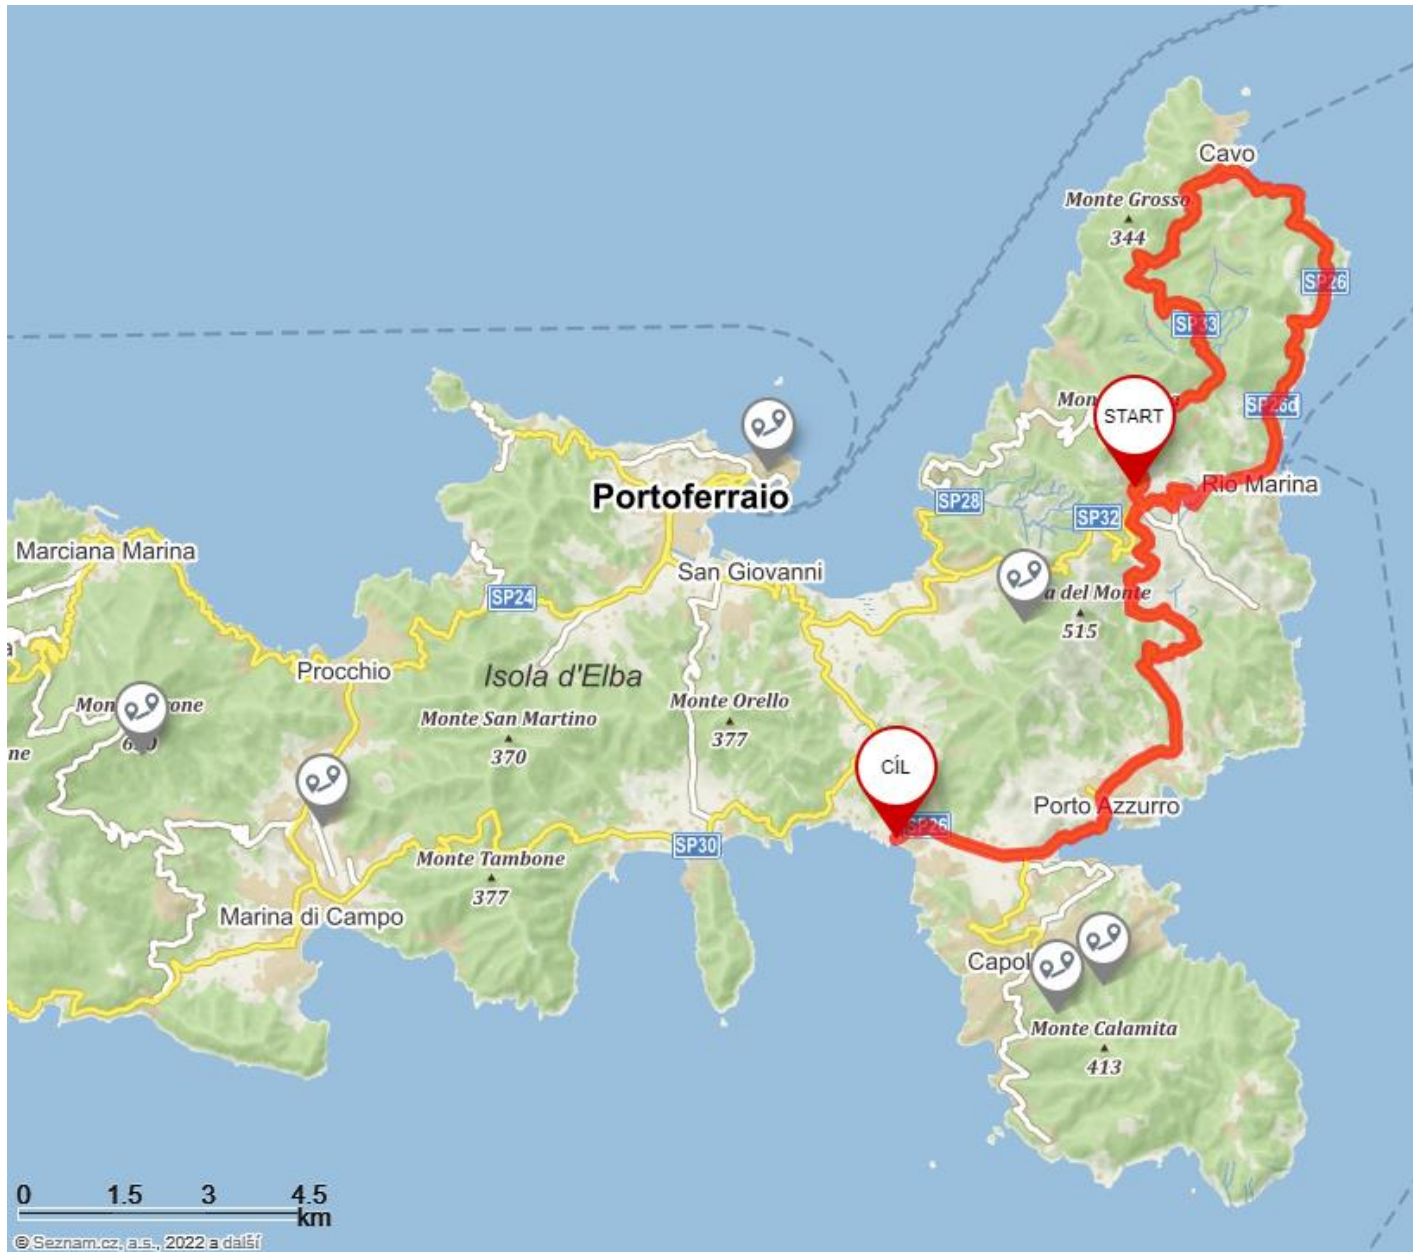 Cavo
Monte Grosso
344
SP26
SP33
SP26d
START
Rio Marina
Portoferraio
SP28
SP32
Marciana Marina
San Giovanni
SP24
del Monte
515
Procchio
Isola d'Elba
Monte Orello
377
Monte San Martino
370
CÍL
Porto Azzurro
SP26
SP30
Monte Tambone
377
Marina di Campo
Monte Calamita
413
0 1.5 3 4.5
km
© Seznam.cz, a.s., 2022 a další